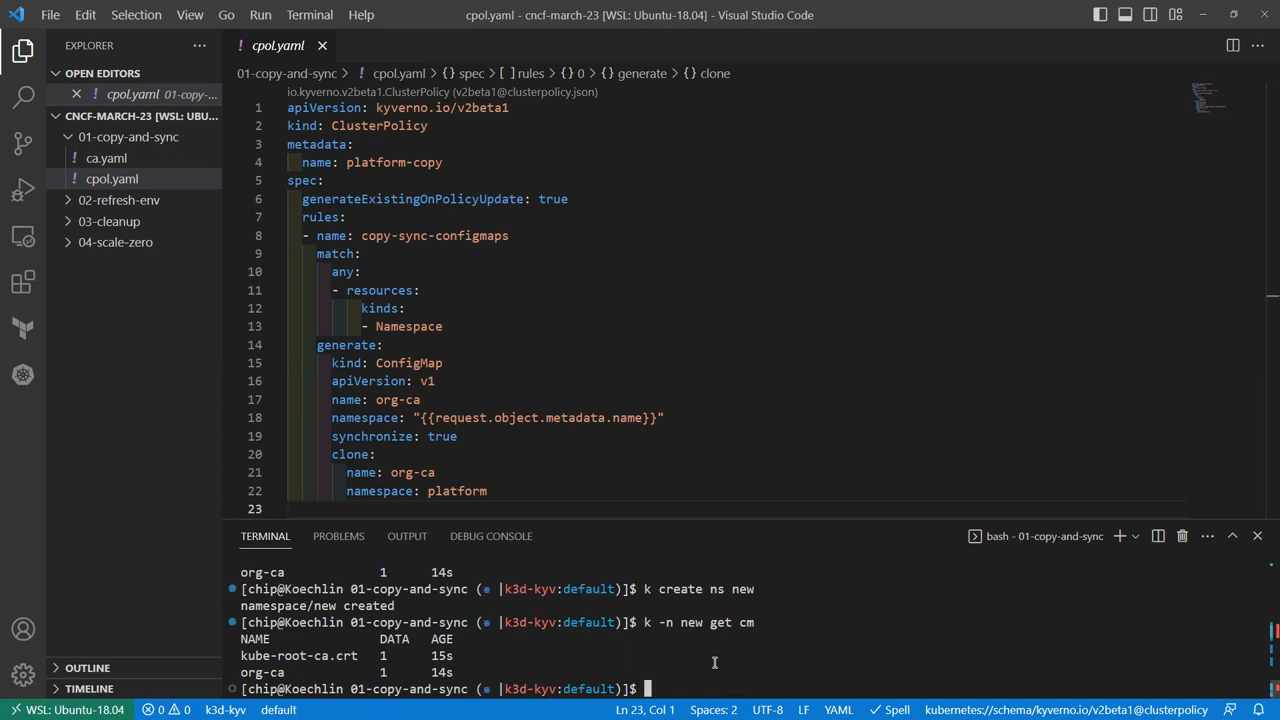 File Edit Selection View Go Run Terminal Help
cpol.yaml - cncf-march-23 [WSL: Ubuntu-18.04] - Visual Studio Code
EXPLORER
OPEN EDITORS
cpol.yaml 01-copy-...
CNCF-MARCH-23 [WSL: UBU...
01-copy-and-sync
ca.yaml
cpol.yaml
02-refresh-env
03-cleanup
04-scale-zero
OUTLINE
TIMELINE
cpol.yaml
01-copy-and-sync > cpol.yaml > {} spec > [ ] rules > {} 0 > {} generate > {} clone
io.kyverno.v2beta1.ClusterPolicy (v2beta1@clusterpolicy.json)
1 apiVersion: kyverno.io/v2beta1
2 kind: ClusterPolicy
3 metadata:
4 name: platform-copy
5 spec:
6 generateExistingOnPolicyUpdate: true
7 rules:
8 - name: copy-sync-configmaps
9 match:
10 any:
11 - resources:
12 kinds:
13 - Namespace
14 generate:
15 kind: ConfigMap
16 apiVersion: v1
17 name: org-ca
18 namespace: "{{request.object.metadata.name}}"
19 synchronize: true
20 clone:
21 name: org-ca
22 namespace: platform
23
TERMINAL PROBLEMS OUTPUT DEBUG CONSOLE
bash - 01-copy-and-sync
org-ca 1 14s
[chip@Koechlin 01-copy-and-sync (⎈ |k3d-kyv:default)]$ k create ns new
namespace/new created
[chip@Koechlin 01-copy-and-sync (⎈ |k3d-kyv:default)]$ k -n new get cm
NAME DATA AGE
kube-root-ca.crt 1 15s
org-ca 1 14s
[chip@Koechlin 01-copy-and-sync (⎈ |k3d-kyv:default)]$
WSL: Ubuntu-18.04 0 0 k3d-kyv default Ln 23, Col 1 Spaces: 2 UTF-8 LF YAML Spell kubernetes://schema/kyverno.io/v2beta1@clusterpolicy